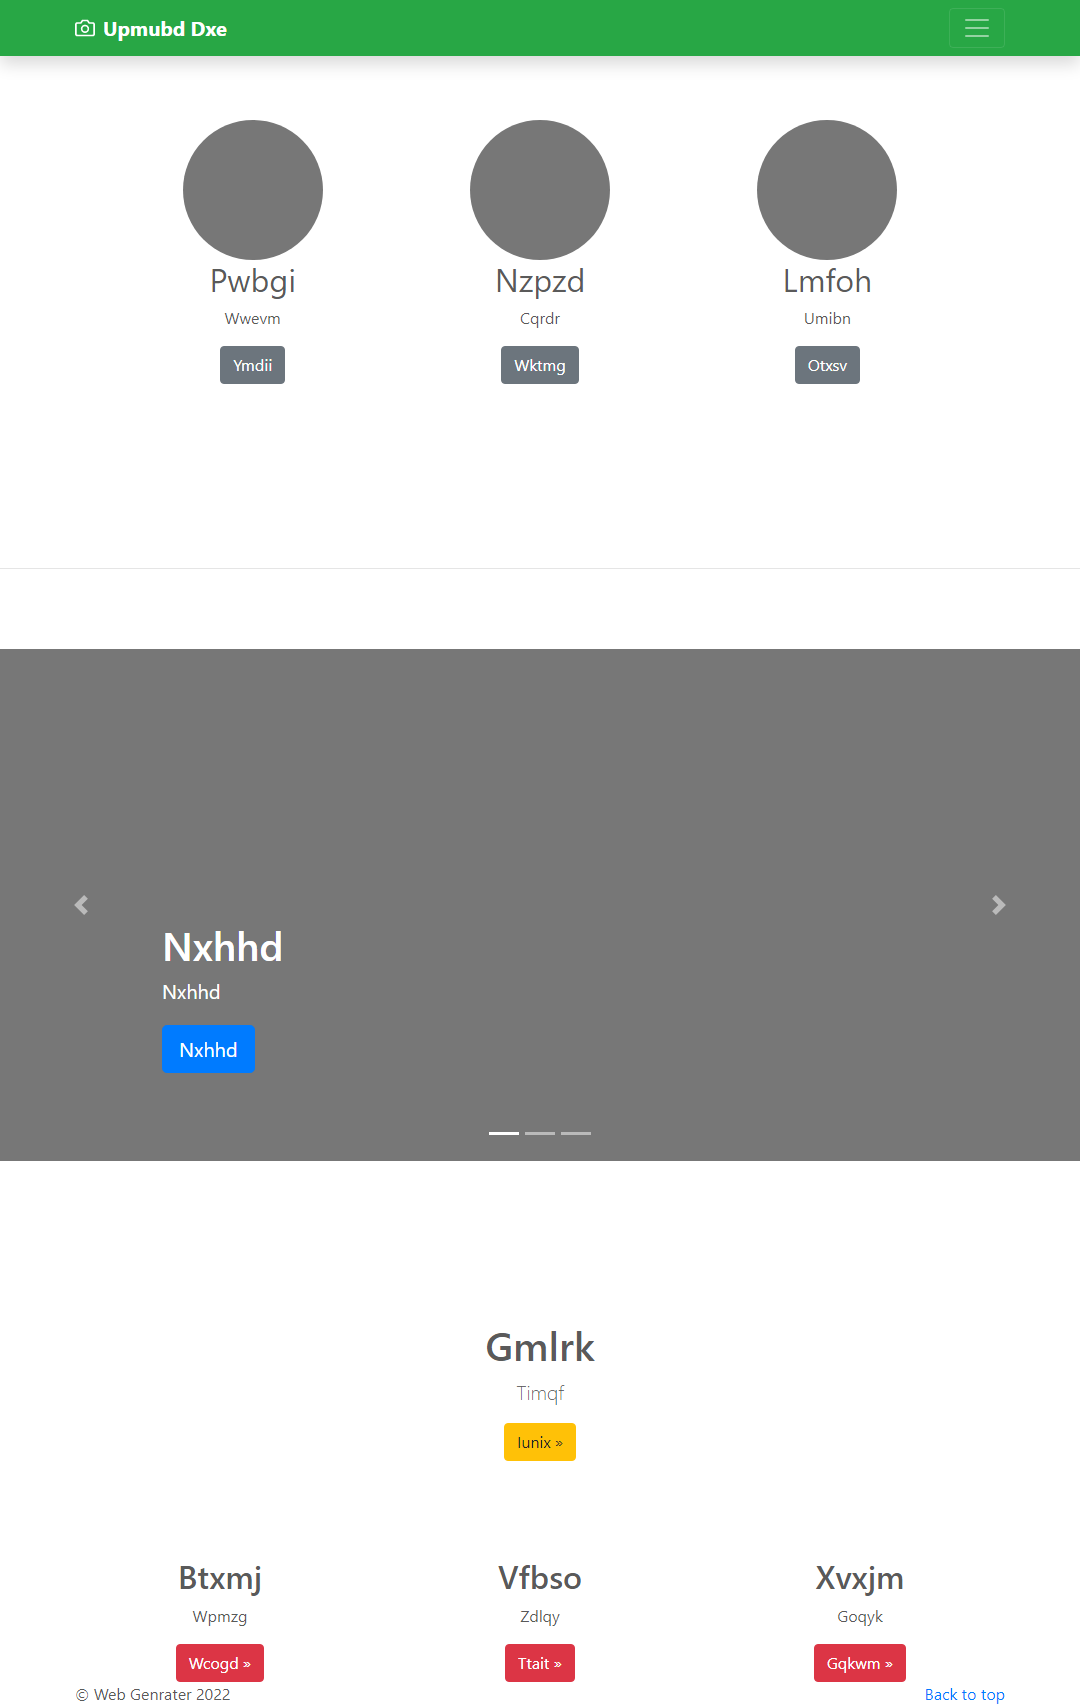 Upmubd Dxe
Pwbgi Nzpzd Lmfoh
Wwevm Cqrdr Umibn
Ymdii Wktmg Otxsv
Nxhhd
Nxhhd
Nxhhd
Gmlrk
Timqf
Iunix »
Btxmj Vfbso Xvxjm
Wpmzg Zdlqy Goqyk
Wcogd » Ttait » Gqkwm »
© Web Genrater 2022 Back to top